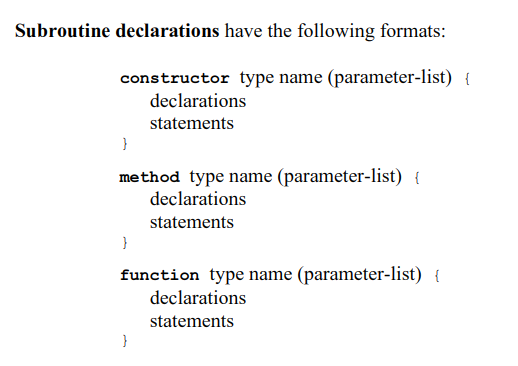 Subroutine declarations have the following formats:
constructor type name (parameter-list) {
declarations
statements
}
method type name (parameter-list) {
declarations
statements
}
function type name (parameter-list) {
declarations
statements
}